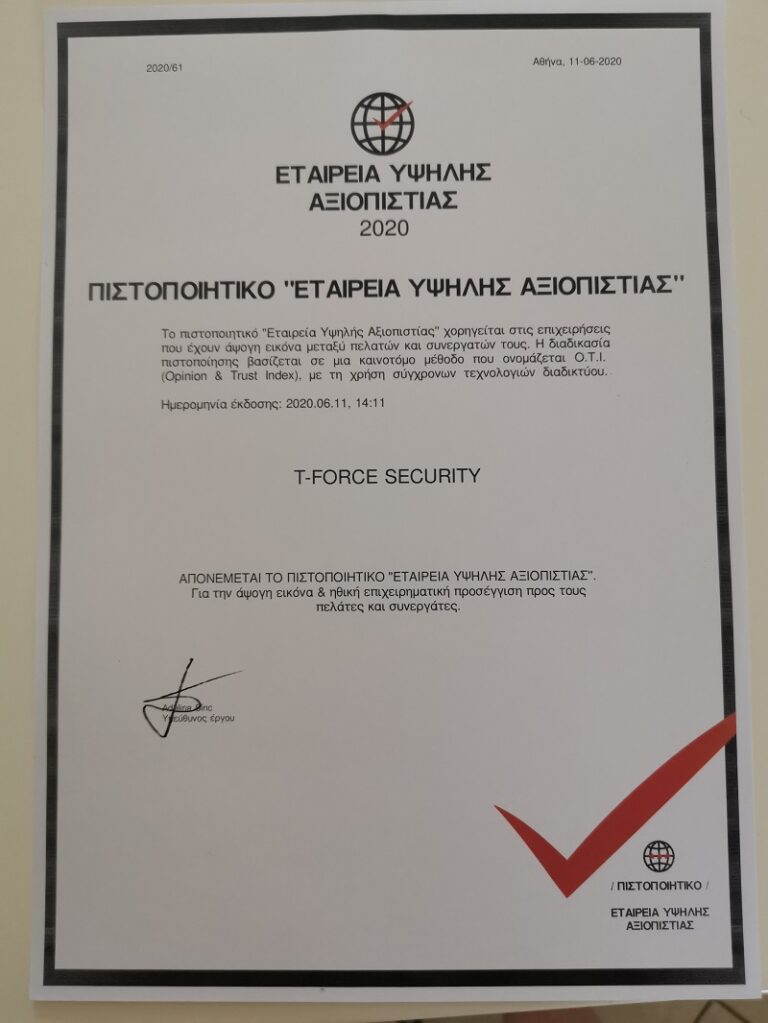 2020/61
Αθήνα, 11-06-2020
ΕΤΑΙΡΕΙΑ ΥΨΗΛΗΣ
ΑΞΙΟΠΙΣΤΙΑΣ
2020
ΠΙΣΤΟΠΟΙΗΤΙΚΟ "ΕΤΑΙΡΕΙΑ ΥΨΗΛΗΣ ΑΞΙΟΠΙΣΤΙΑΣ"
Το πιστοποιητικό "Εταιρεία Υψηλής Αξιοπιστίας" χορηγείται στις επιχειρήσεις
που έχουν άψογη εικόνα μεταξύ πελατών και συνεργατών τους. Η διαδικασία
πιστοποίησης βασίζεται σε μια καινοτόμο μέθοδο που ονομάζεται O.T.I.
(Opinion & Trust Index), με τη χρήση σύγχρονων τεχνολογιών διαδικτύου.
Ημερομηνία έκδοσης: 2020.06.11, 14:11
T-FORCE SECURITY
ΑΠΟΝΕΜΕΤΑΙ ΤΟ ΠΙΣΤΟΠΟΙΗΤΙΚΟ "ΕΤΑΙΡΕΙΑ ΥΨΗΛΗΣ ΑΞΙΟΠΙΣΤΙΑΣ".
Για την άψογη εικόνα & ηθική επιχειρηματική προσέγγιση προς τους
πελάτες και συνεργάτες.
Υπεύθυνος έργου
/ ΠΙΣΤΟΠΟΙΗΤΙΚΟ /
ΕΤΑΙΡΕΙΑ ΥΨΗΛΗΣ
ΑΞΙΟΠΙΣΤΙΑΣ